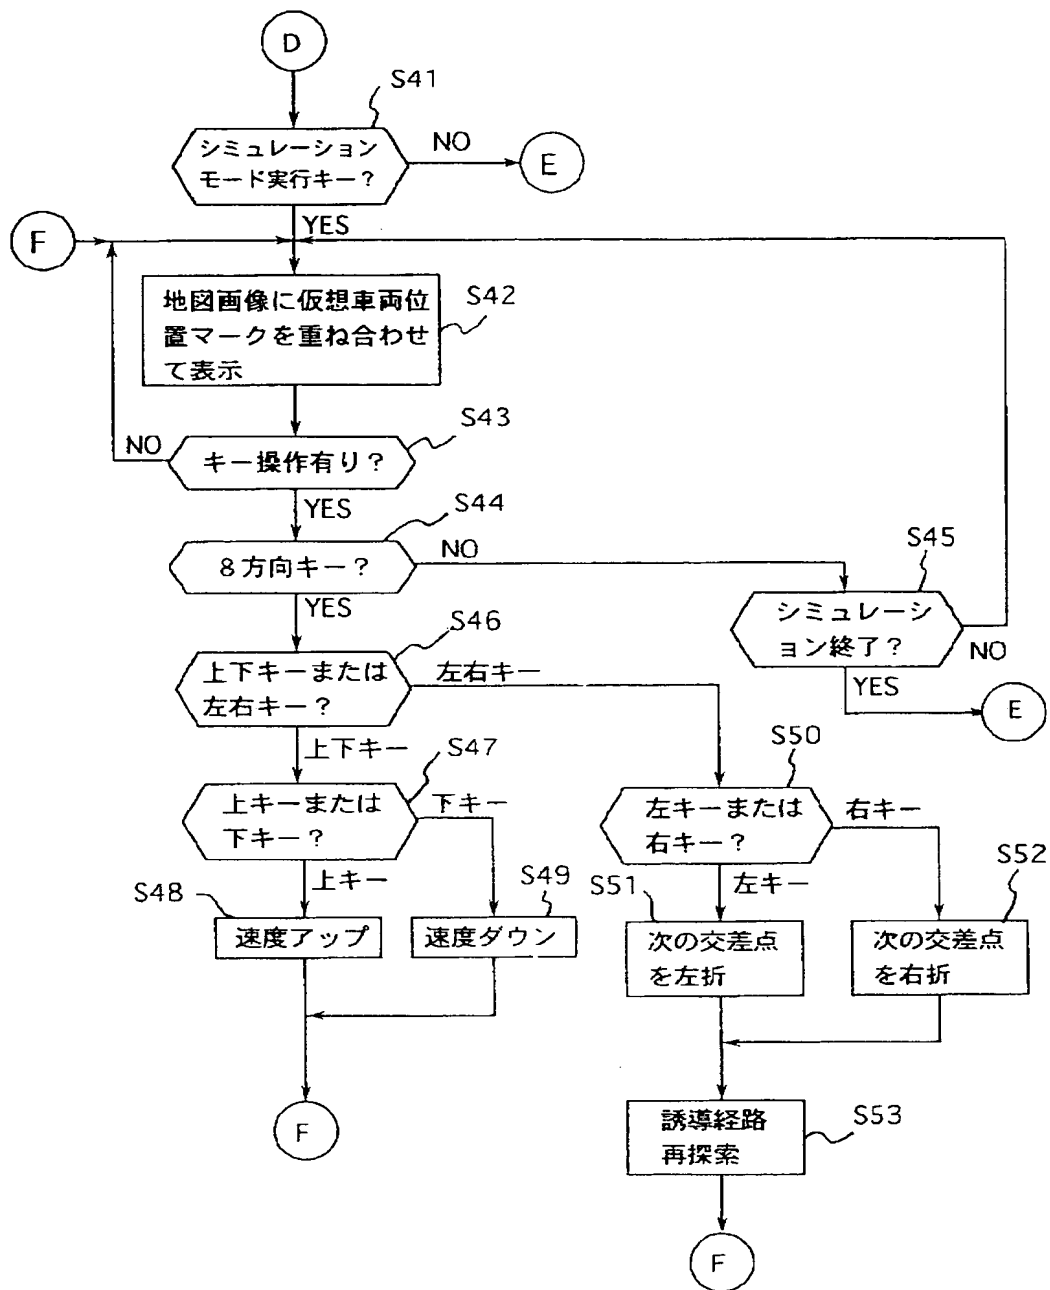 D
S41
シミュレーション
モード実行キー？
NO
E
F
YES
地図画像に仮想車両位
置マークを重ね合わせ
て表示
S42
S43
キー操作有り？
NO
YES
S44
８方向キー？
NO
YES
S45
シミュレーシ
ョン終了？
NO
YES
E
S46
上下キーまたは
左右キー？
左右キー
上下キー
S47
上キーまたは
下キー？
下キー
上キー
S48
速度アップ
S49
速度ダウン
F
S50
左キーまたは
右キー？
右キー
左キー
S51
次の交差点
を左折
S52
次の交差点
を右折
誘導経路
再探索
S53
F